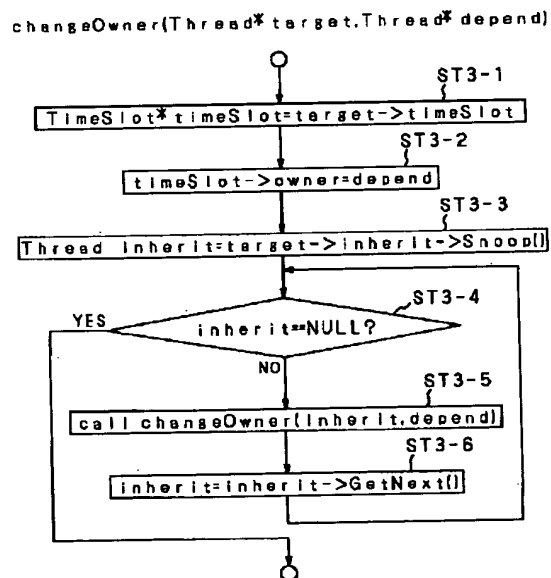 changeOwner(Thread* target,Thread* depend)
ST3-1
TimeSlot* timeSlot=target->timeSlot
ST3-2
timeSlot->owner=depend
ST3-3
Thread inherit=target->inherit->Snoop()
ST3-4
YES
inherit==NULL?
NO
ST3-5
call changeOwner(inherit,depend)
ST3-6
inherit=inherit->GetNext()